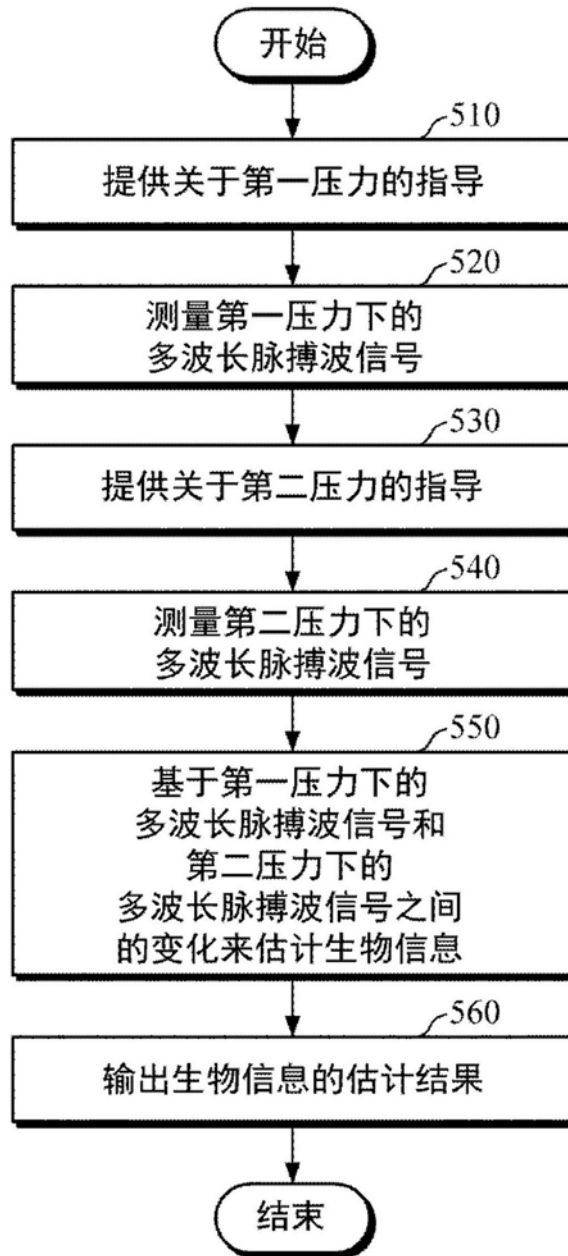 开始
510
提供关于第一压力的指导
520
测量第一压力下的
多波长脉搏波信号
530
提供关于第二压力的指导
540
测量第二压力下的
多波长脉搏波信号
550
基于第一压力下的
多波长脉搏波信号和
第二压力下的
多波长脉搏波信号之间
的变化来估计生物信息
560
输出生物信息的估计结果
结束